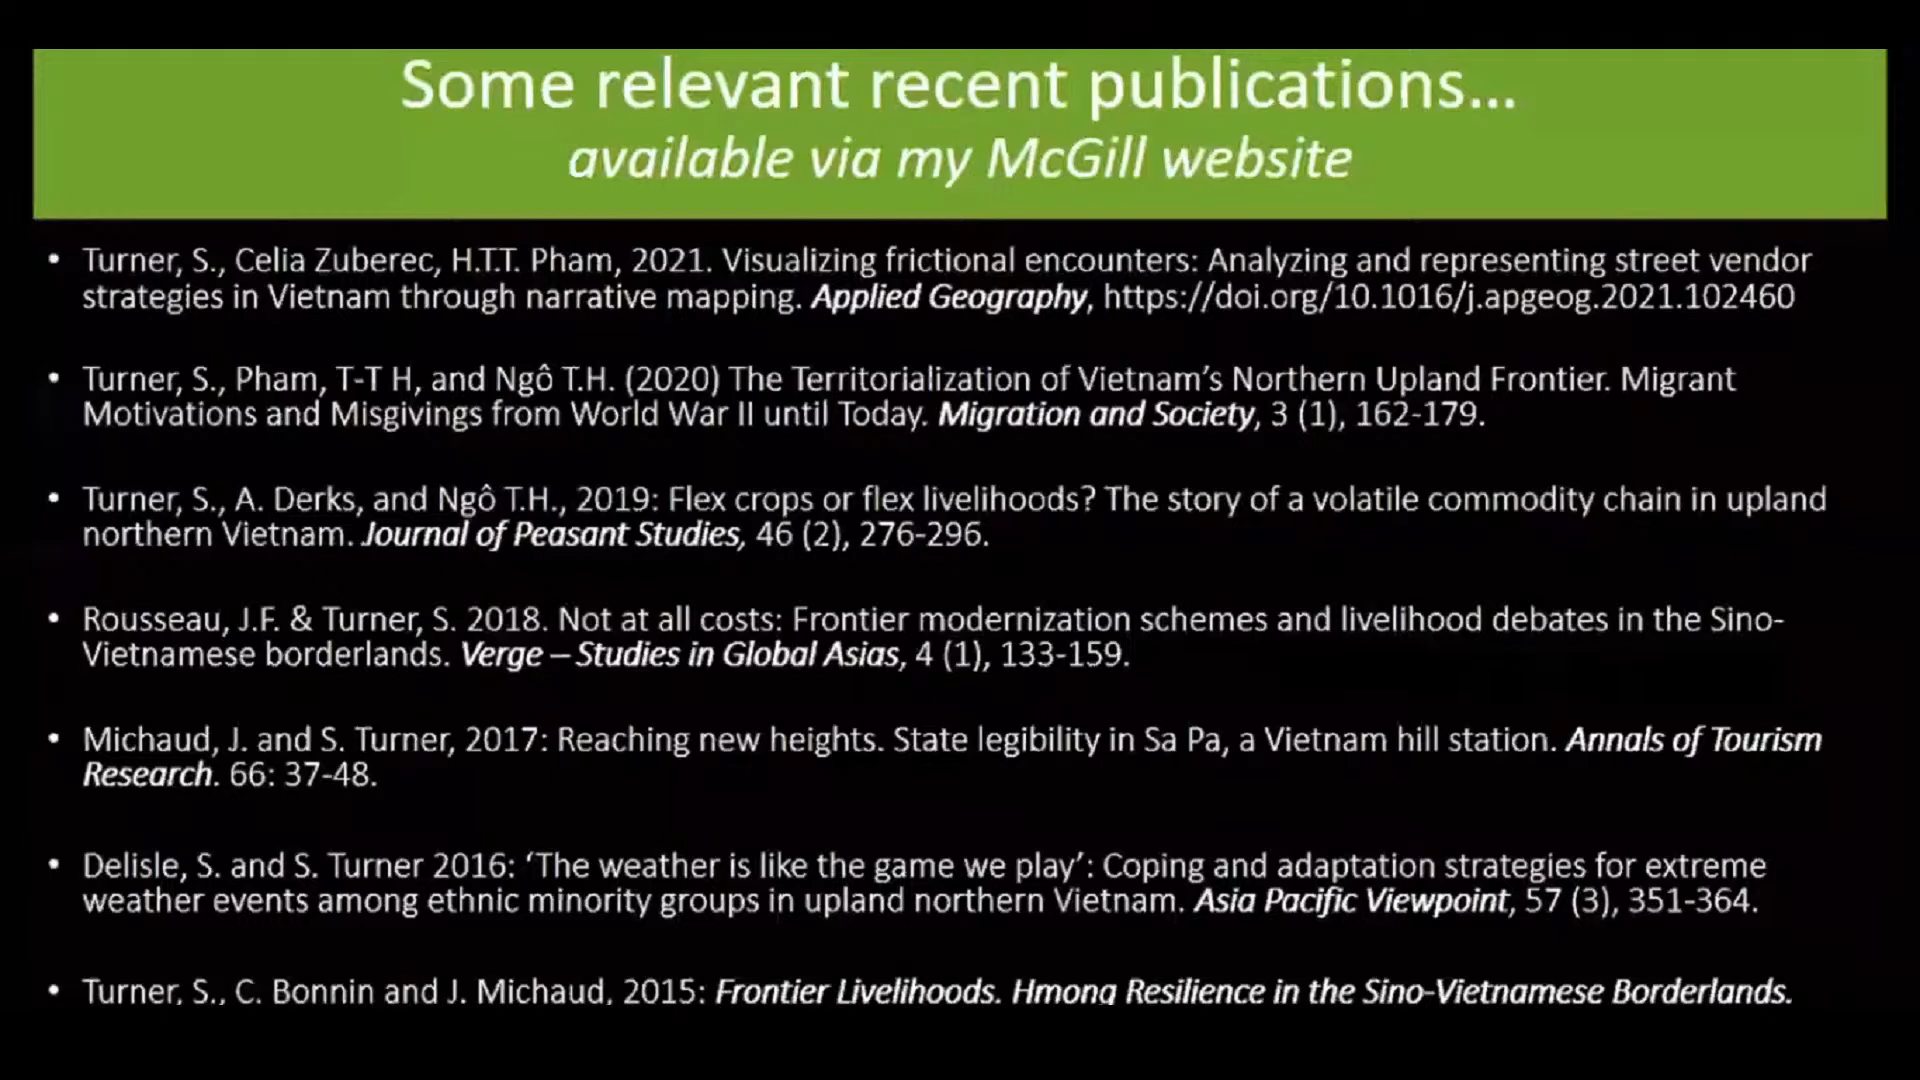 Some relevant recent publications...
available via my McGill website
• Turner, S., Celia Zuberec, H.T.T. Pham, 2021. Visualizing frictional encounters: Analyzing and representing street vendor
strategies in Vietnam through narrative mapping. Applied Geography, https://doi.org/10.1016/j.apgeog.2021.102460
• Turner, S., Pham, T-T H, and Ngô T.H. (2020) The Territorialization of Vietnam’s Northern Upland Frontier. Migrant
Motivations and Misgivings from World War II until Today. Migration and Society, 3 (1), 162-179.
• Turner, S., A. Derks, and Ngô T.H., 2019: Flex crops or flex livelihoods? The story of a volatile commodity chain in upland
northern Vietnam. Journal of Peasant Studies, 46 (2), 276-296.
• Rousseau, J.F. & Turner, S. 2018. Not at all costs: Frontier modernization schemes and livelihood debates in the Sino-
Vietnamese borderlands. Verge – Studies in Global Asias, 4 (1), 133-159.
• Michaud, J. and S. Turner, 2017: Reaching new heights. State legibility in Sa Pa, a Vietnam hill station. Annals of Tourism
Research. 66: 37-48.
• Delisle, S. and S. Turner 2016: ‘The weather is like the game we play’: Coping and adaptation strategies for extreme
weather events among ethnic minority groups in upland northern Vietnam. Asia Pacific Viewpoint, 57 (3), 351-364.
• Turner, S., C. Bonnin and J. Michaud, 2015: Frontier Livelihoods. Hmong Resilience in the Sino-Vietnamese Borderlands.